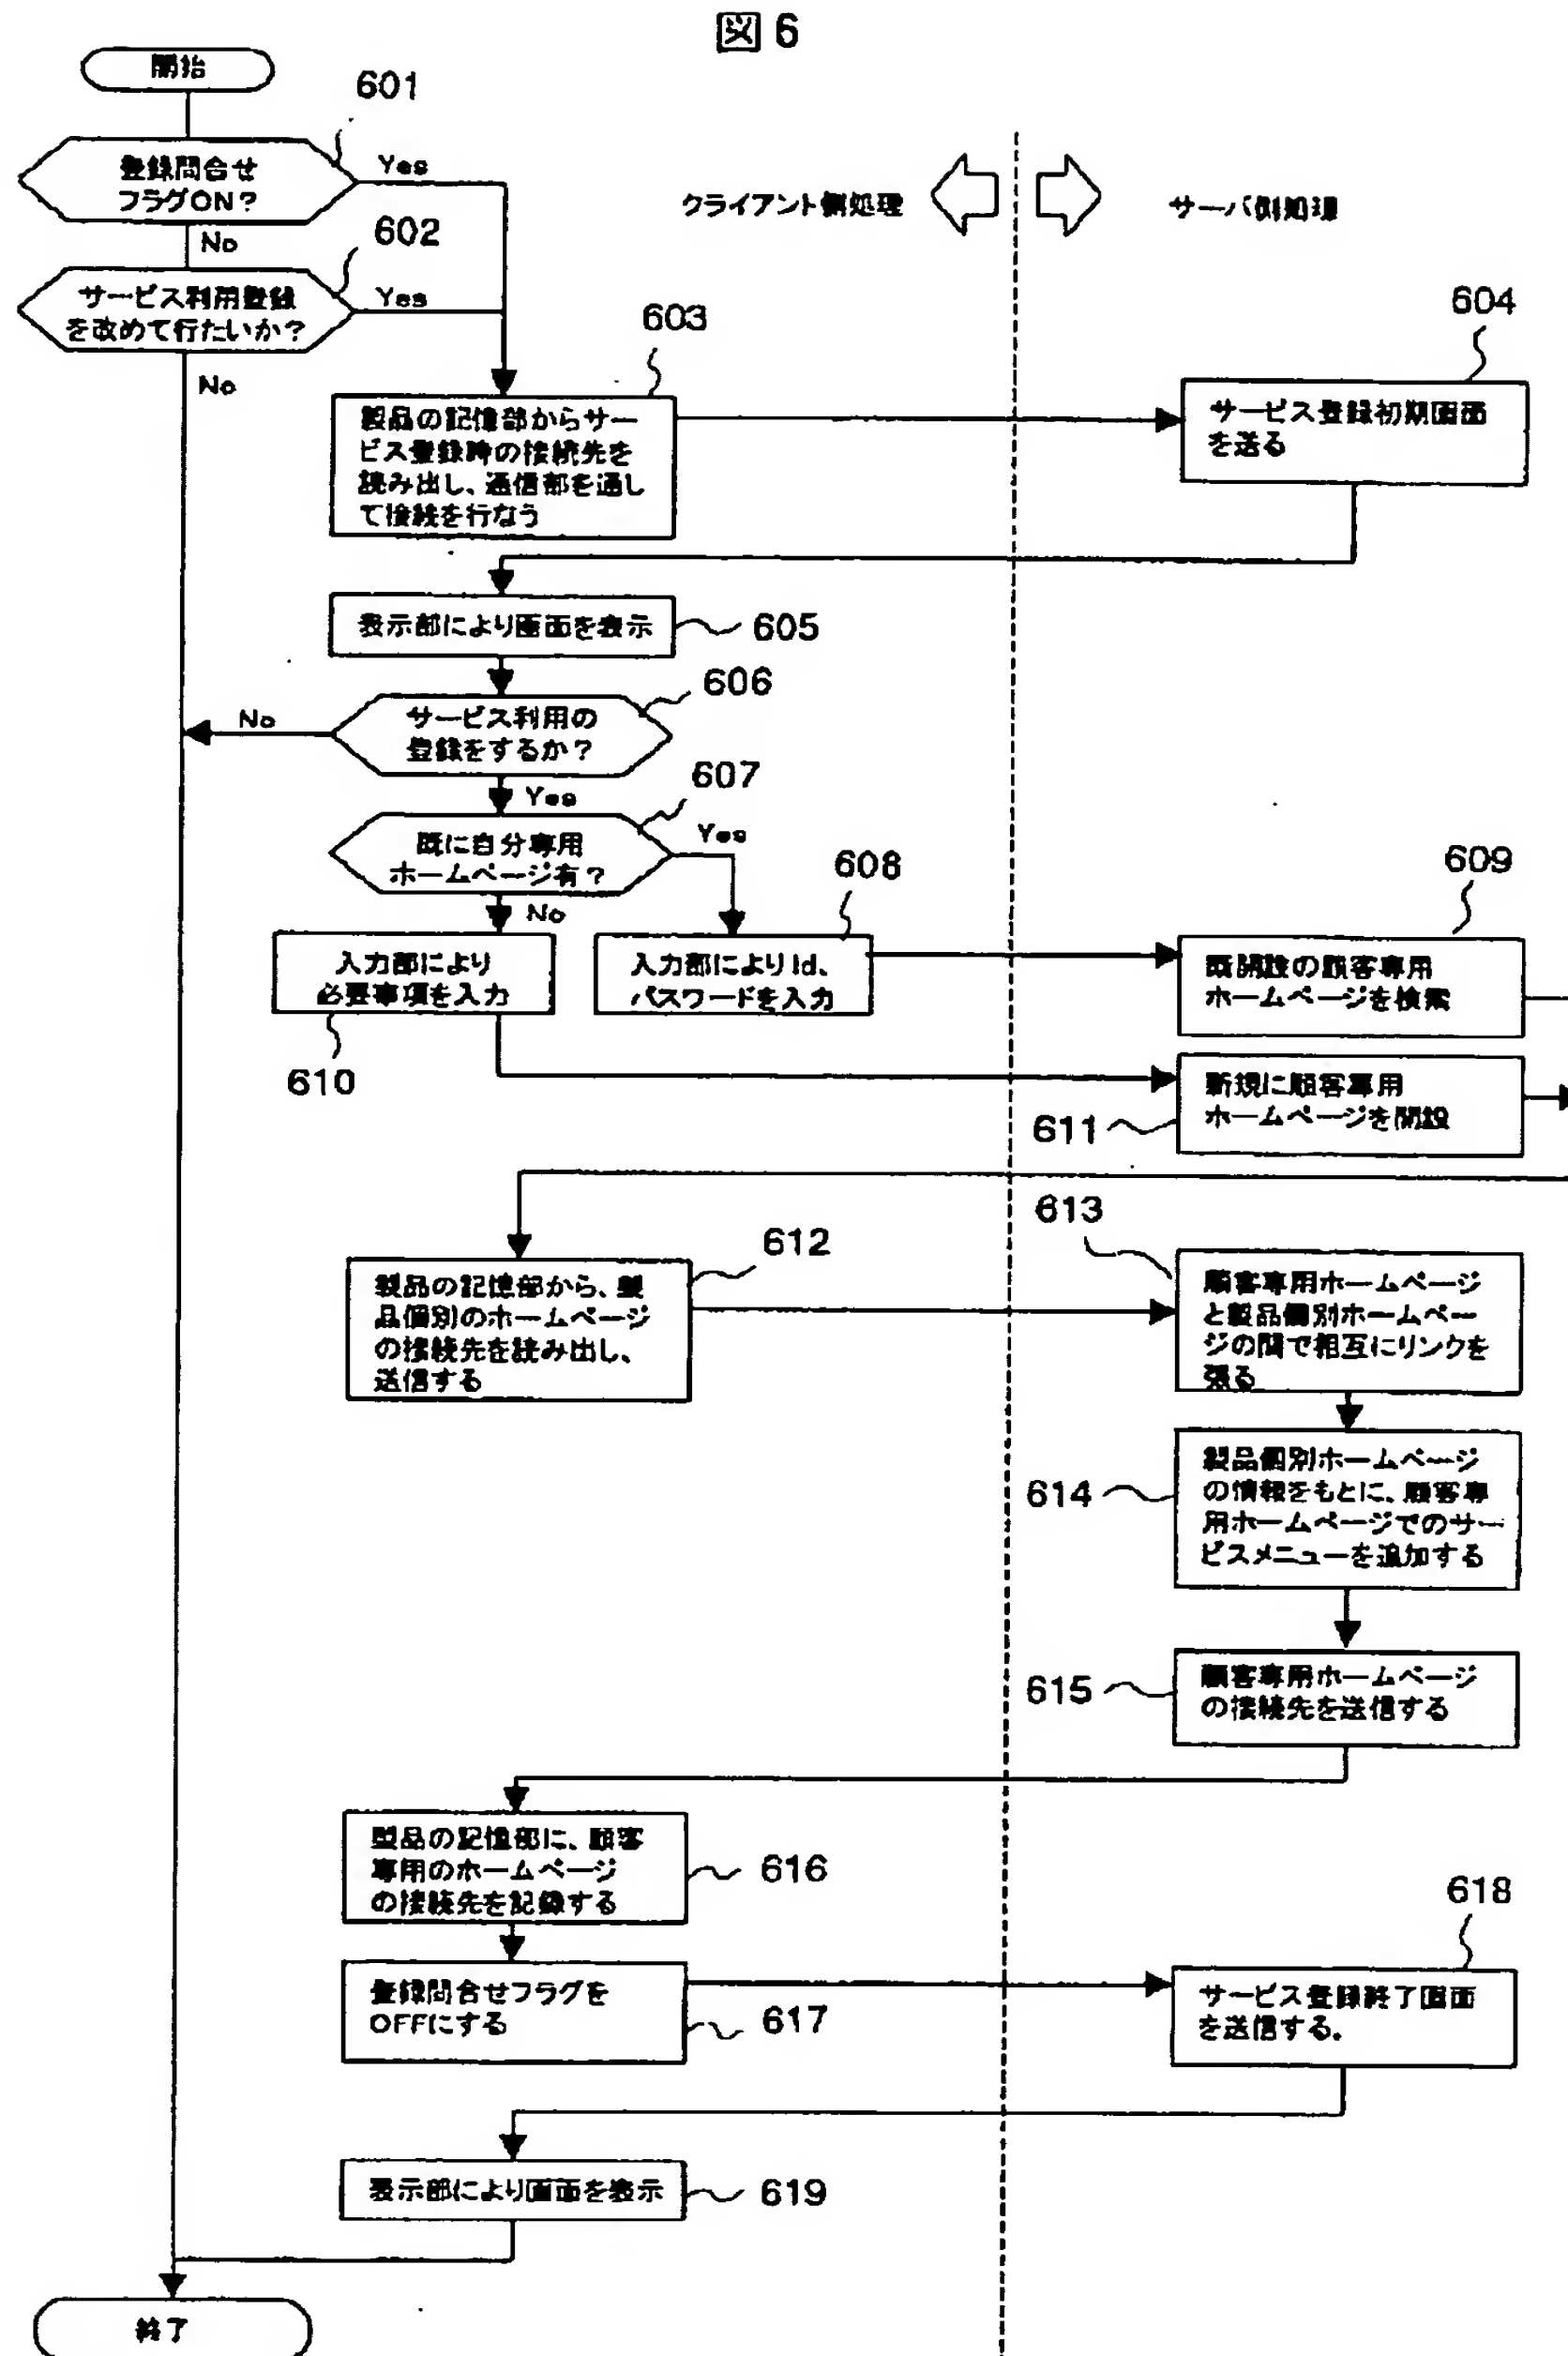 図6
開始
601
登録問合せ
フラグON?
Yes
No
クライアント側処理
サーバ側処理
602
サービス利用登録
を改めて行たいか?
Yes
No
603
製品の記憶部からサー
ビス登録時の接続先を
読み出し、通信部を通し
て接続を行なう
604
サービス登録初期画面
を送る
表示部により画面を表示
605
606
サービス利用の
登録をするか?
No
Yes
607
既に自分専用
ホームページ有?
Yes
No
608
入力部により Id、
パスワードを入力
609
既開設の顧客専用
ホームページを検索
入力部により
必要事項を入力
610
新規に顧客専用
ホームページを開設
611
612
製品の記憶部から、製
品個別のホームページ
の接続先を読み出し、
送信する
613
顧客専用ホームページ
と製品個別ホームペー
ジの間で相互にリンクを
張る
614
製品個別ホームページ
の情報をもとに、顧客専
用ホームページでのサー
ビスメニューを追加する
615
顧客専用ホームページ
の接続先を送信する
製品の記憶部に、顧客
専用のホームページ
の接続先を記録する
616
登録問合せフラグを
OFFにする
617
618
サービス登録終了画面
を送信する。
表示部により画面を表示
619
終了